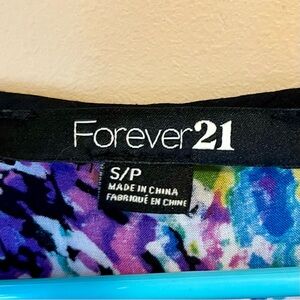 Forever21
S/P
MADE IN CHINA
FABRIQUÉ EN CHINE